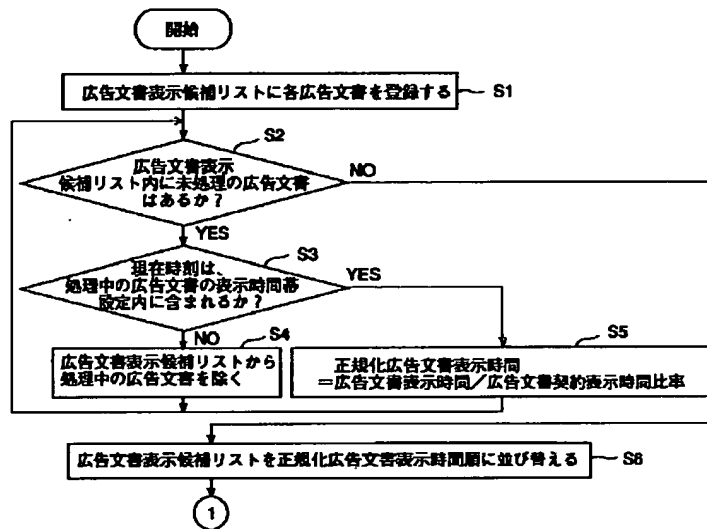 開始
広告文書表示候補リストに各広告文書を登録する
S1
S2
広告文書表示
候補リスト内に未処理の広告文書
はあるか?
NO
YES
S3
現在時刻は、
処理中の広告文書の表示時間帯
設定内に含まれるか?
YES
NO
S4
広告文書表示候補リストから
処理中の広告文書を除く
S5
正規化広告文書表示時間
=広告文書表示時間/広告文書契約表示時間比率
広告文書表示候補リストを正規化広告文書表示時間順に並び替える
S6
1